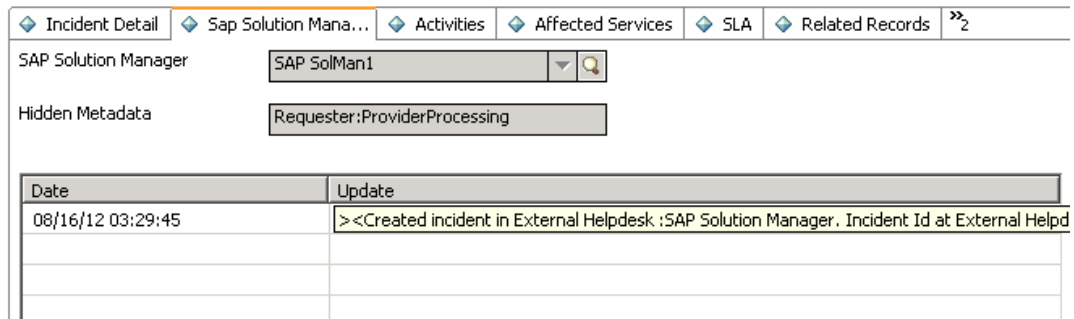 Incident Detail Sap Solution Mana... Activities Affected Services SLA Related Records »2
SAP Solution Manager SAP SolMan1
Hidden Metadata Requester:ProviderProcessing
Date Update
08/16/12 03:29:45 ><Created incident in External Helpdesk :SAP Solution Manager. Incident Id at External Helpd